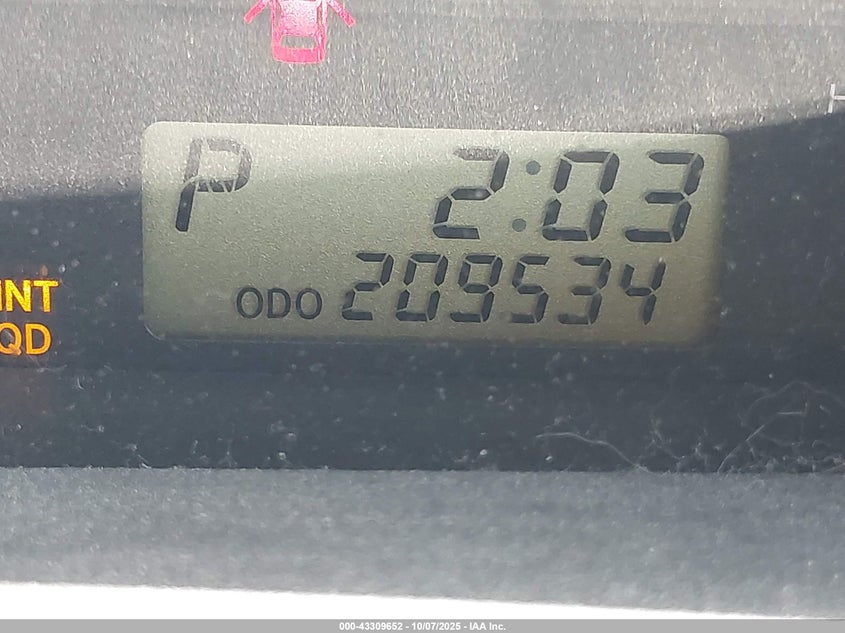 P 2:03
ODO 209534
INT
QD
000-43309652 - 10/07/2025 - IAA Inc.